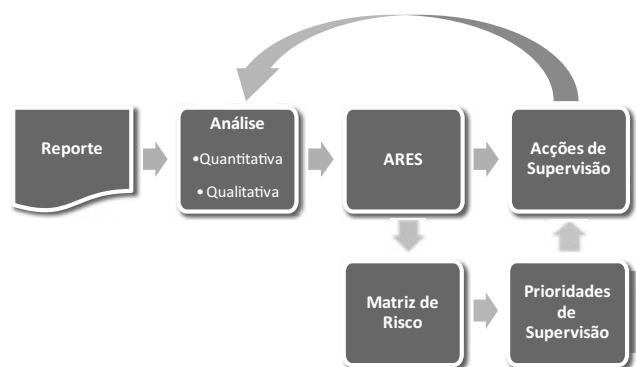 Reporte
Análise
•Quantitativa
• Qualitativa
ARES
Acções de
Supervisão
Matriz de
Risco
Prioridades
de
Supervisão